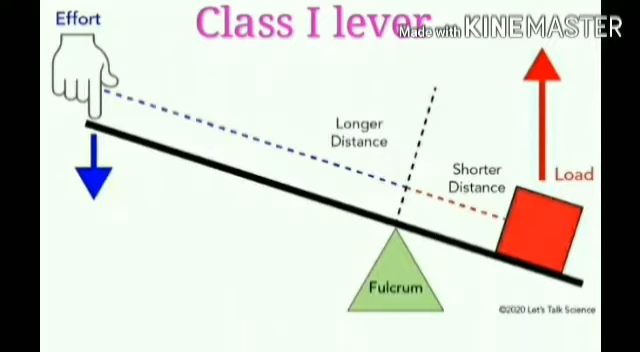 Effort
Class I lever
Made with KINEMASTER
Longer
Distance
Shorter
Distance
Load
Fulcrum
©2020 Let's Talk Science